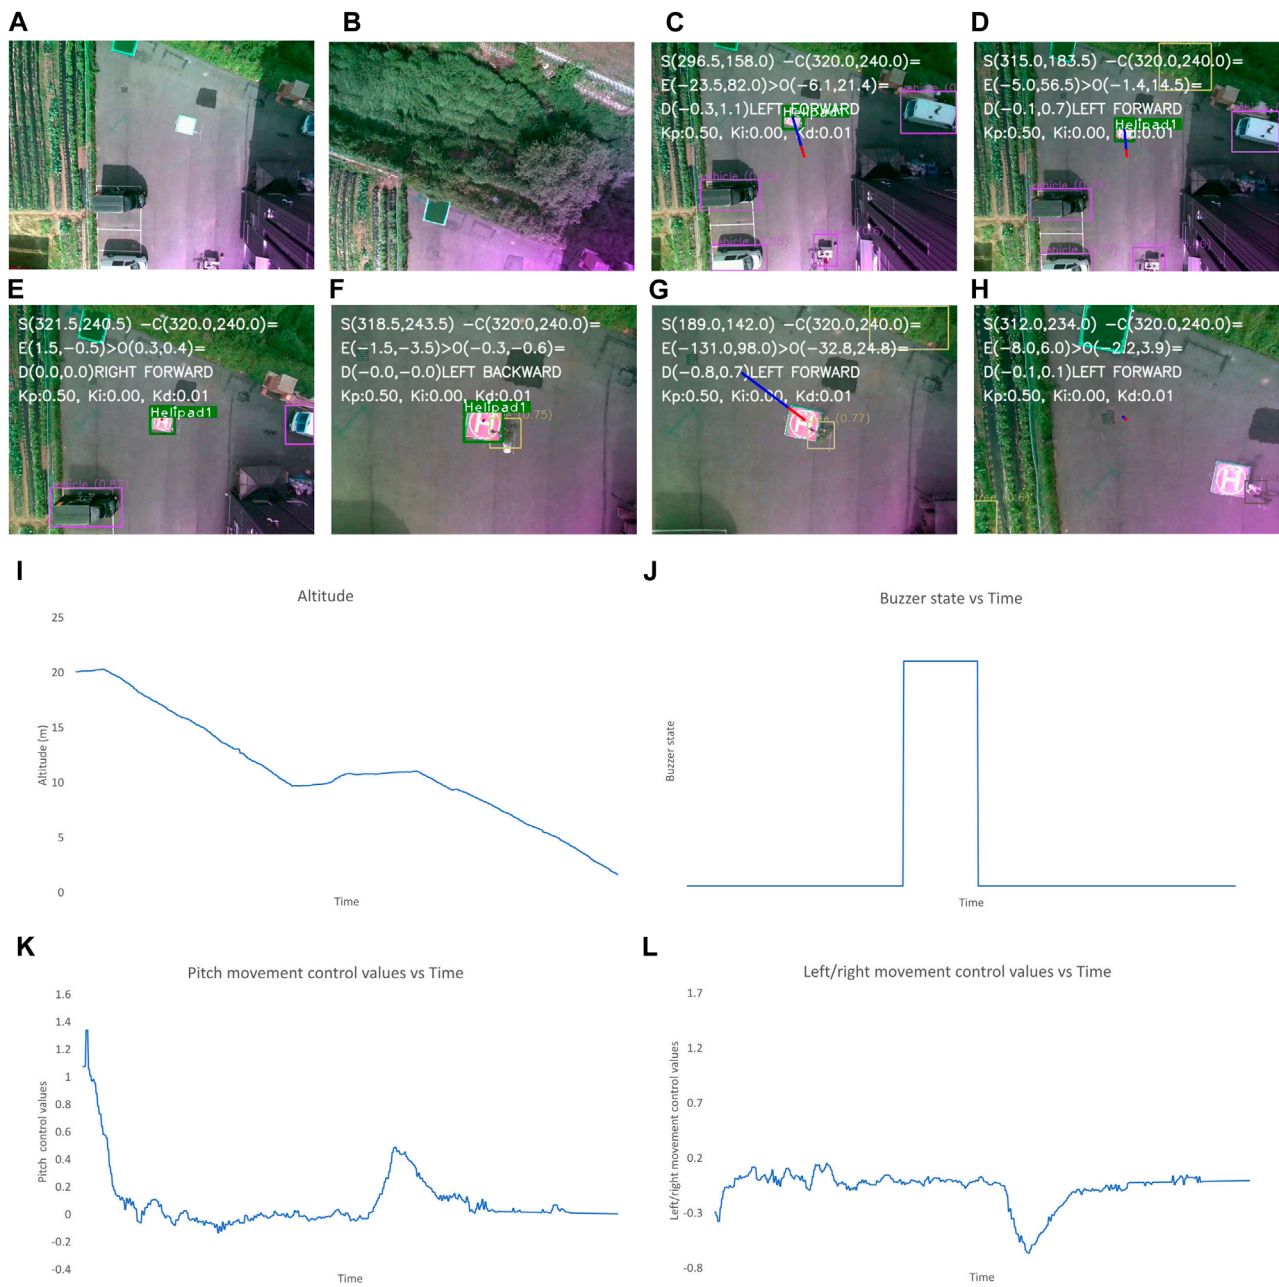 A
B
C
D
S(296.5,158.0) −C(320.0,240.0)=
E(−23.5,82.0)>O(−6.1,21.4)=
D(−0.3,1.1)LEFT FORWARD
Helipad1
Kp:0.50, Ki:0.00, Kd:0.01
S(315.0,183.5) −C(320.0,240.0)=
E(−5.0,56.5)>O(−1.4,14.5)=
D(−0.1,0.7)LEFT FORWARD
Helipad1
Kp:0.50, Ki:0.00, Kd:0.01
E
F
G
H
S(321.5,240.5) −C(320.0,240.0)=
E(1.5,−0.5)>O(0.3,0.4)=
D(0.0,0.0)RIGHT FORWARD
Kp:0.50, Ki:0.00, Kd:0.01
Helipad1
vehicle (0.83)
S(318.5,243.5) −C(320.0,240.0)=
E(−1.5,−3.5)>O(−0.3,−0.6)=
D(−0.0,−0.0)LEFT BACKWARD
Kp:0.50, Ki:0.00, Kd:0.01
Helipad1
(0.75)
H
S(189.0,142.0) −C(320.0,240.0)=
E(−131.0,98.0)>O(−32.8,24.8)=
D(−0.8,0.7)LEFT FORWARD
Kp:0.50, Ki:0.00, Kd:0.01
(0.77)
H
S(312.0,234.0) −C(320.0,240.0)=
E(−8.0,6.0)>O(−2.2,3.9)=
D(−0.1,0.1)LEFT FORWARD
Kp:0.50, Ki:0.00, Kd:0.01
H
I
Altitude
25
20
15
10
5
0
Altitude (m)
Time
J
Buzzer state vs Time
Buzzer state
Time
K
Pitch movement control values vs Time
1.6
1.4
1.2
1
0.8
0.6
0.4
0.2
0
-0.2
-0.4
Pitch control values
Time
L
Left/right movement control values vs Time
1.7
1.2
0.7
0.2
-0.3
-0.8
Left/right movement control values
Time